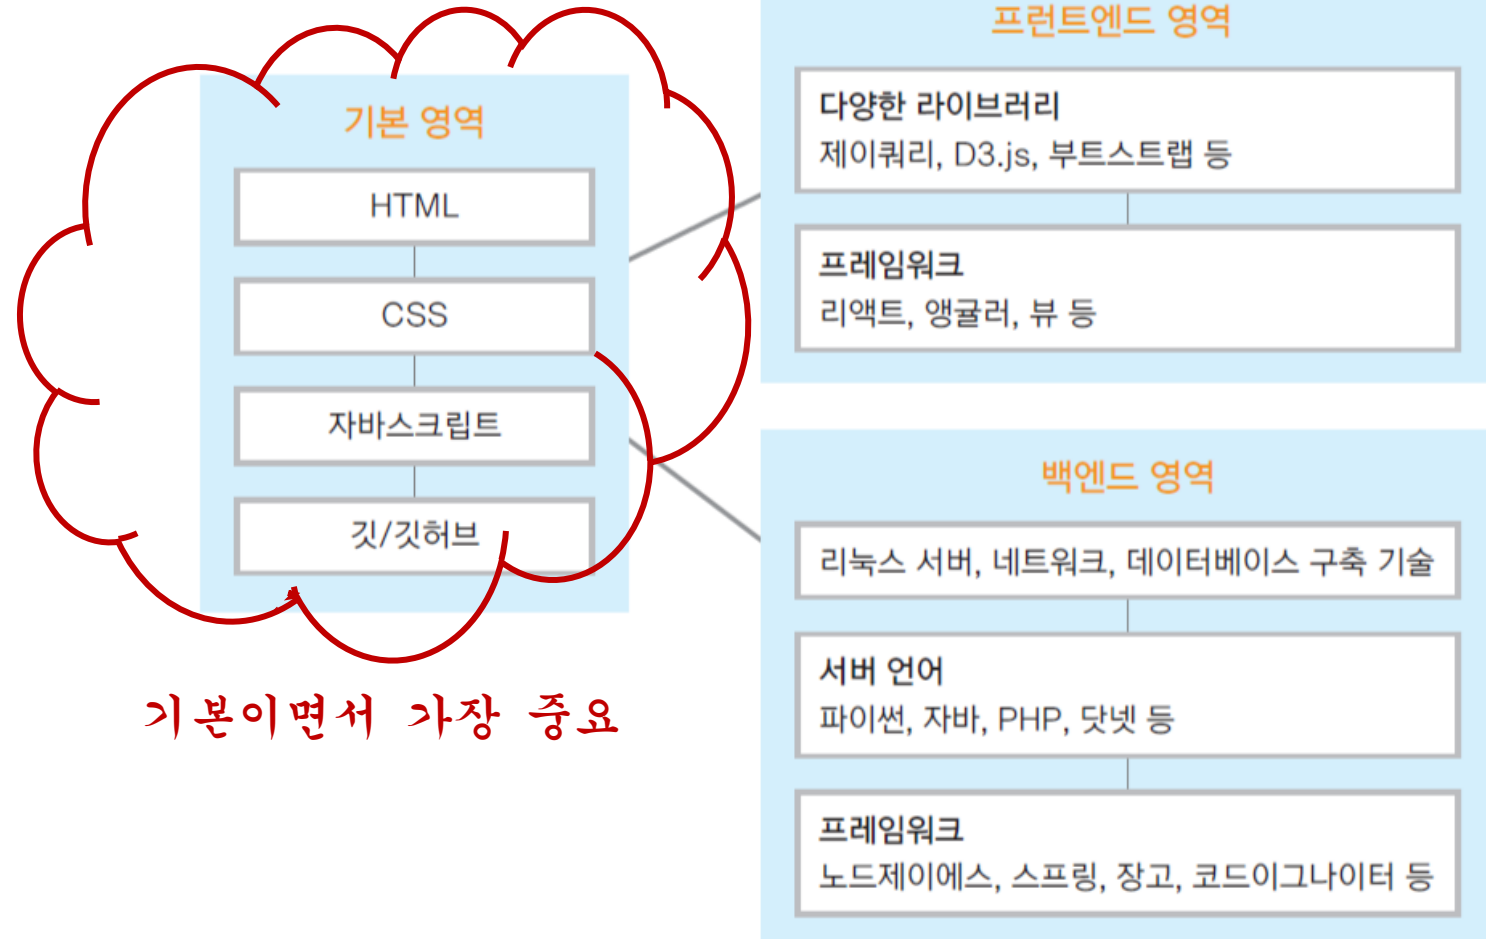 기본 영역
HTML
CSS
자바스크립트
깃/깃허브
기본이면서 가장 중요
프런트엔드 영역
다양한 라이브러리
제이쿼리, D3.js, 부트스트랩 등
프레임워크
리액트, 앵귤러, 뷰 등
백엔드 영역
리눅스 서버, 네트워크, 데이터베이스 구축 기술
서버 언어
파이썬, 자바, PHP, 닷넷 등
프레임워크
노드제이에스, 스프링, 장고, 코드이그나이터 등